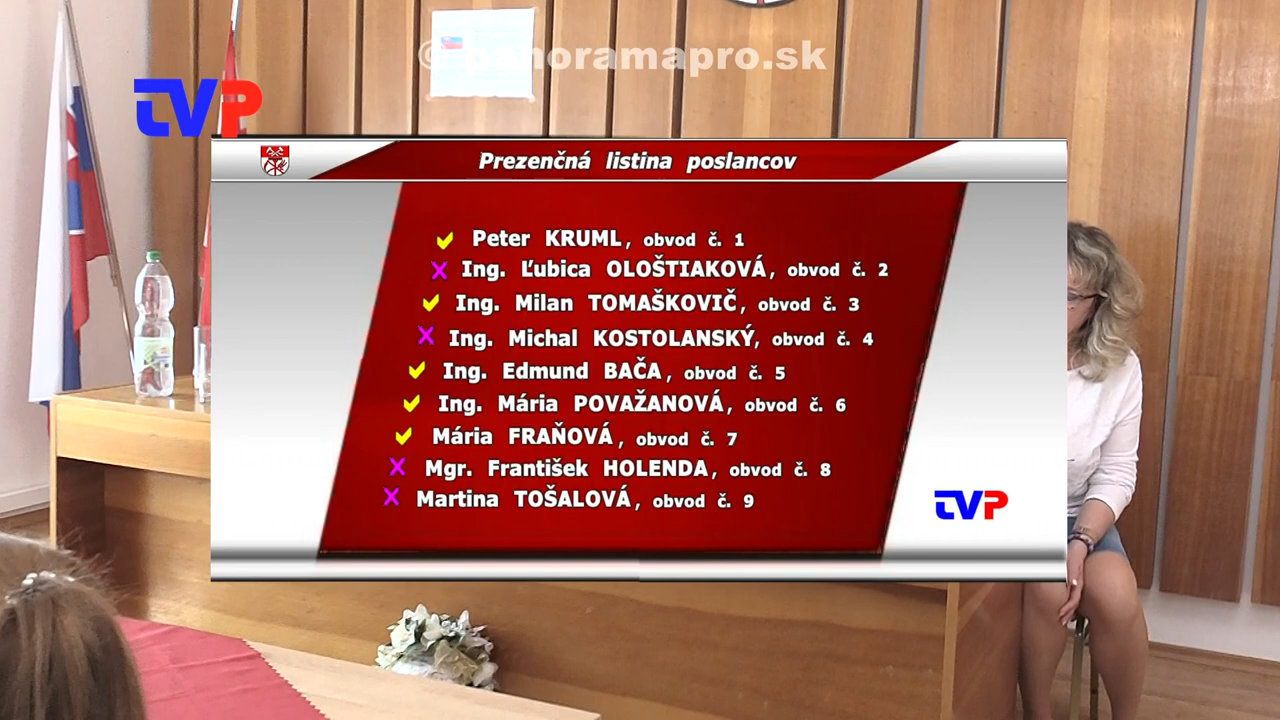 © panoramapro.sk
TVP
Prezenčná listina poslancov
Peter KRUML, obvod č. 1
Ing. Ľubica OLOŠTIAKOVÁ, obvod č. 2
Ing. Milan TOMAŠKOVIČ, obvod č. 3
Ing. Michal KOSTOLANSKÝ, obvod č. 4
Ing. Edmund BAČA, obvod č. 5
Ing. Mária POVAŽANOVÁ, obvod č. 6
Mária FRAŇOVÁ, obvod č. 7
Mgr. František HOLENDA, obvod č. 8
Martina TOŠALOVÁ, obvod č. 9
TVP